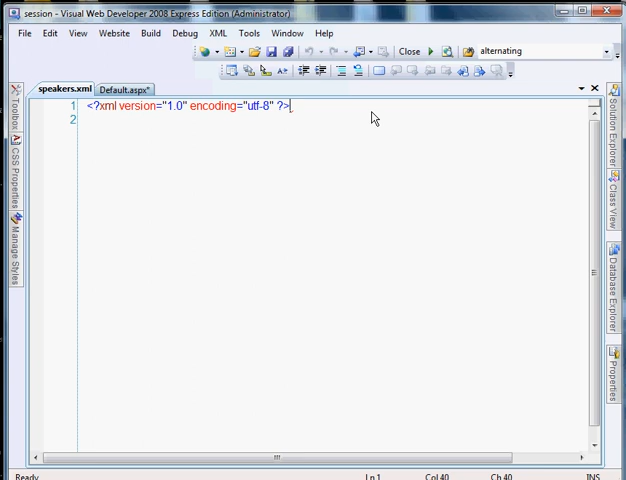 session - Visual Web Developer 2008 Express Edition (Administrator)
File Edit View Website Build Debug XML Tools Window Help
Close alternating
speakers.xml Default.aspx*
1 <?xml version="1.0" encoding="utf-8" ?>
2
Toolbox
CSS Properties
Manage Styles
Solution Explorer
Class View
Database Explorer
Properties
Ready Ln 1 Col 40 Ch 40 INS